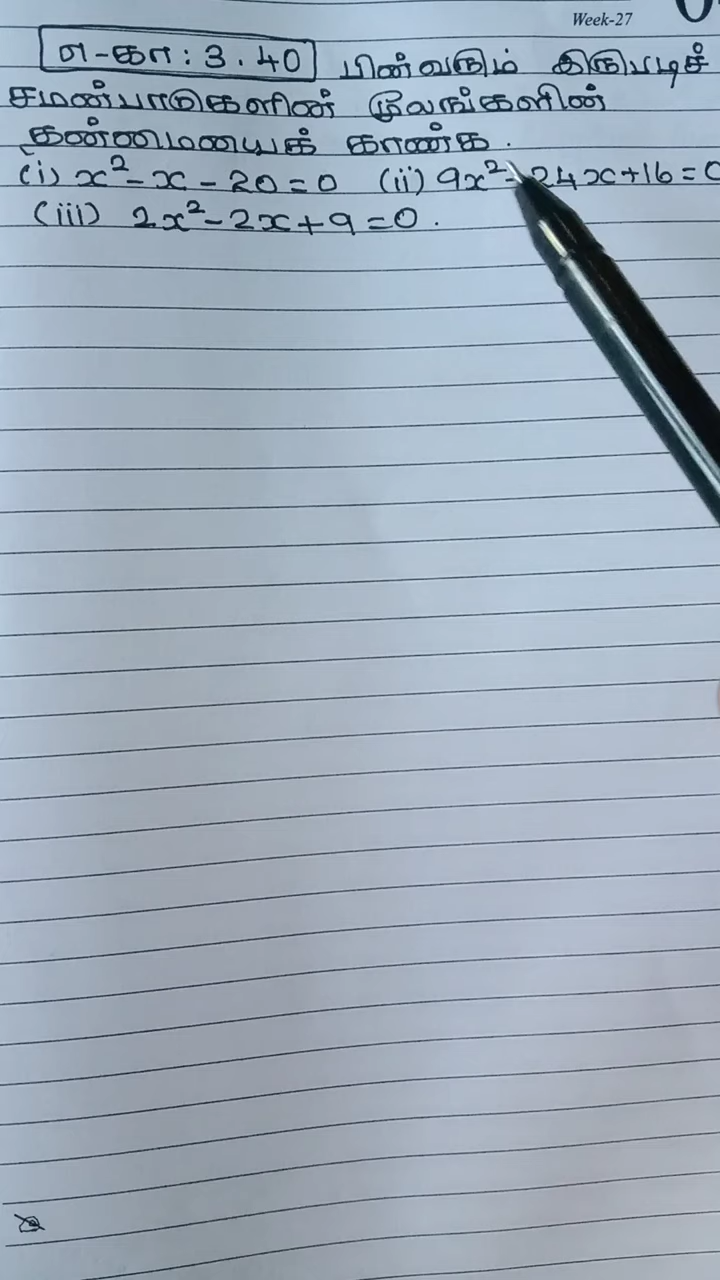 Week-27
எ-கா : 3.40 பின்வரும் இருபடிச்
சமன்பாடுகளின் மூலங்களின்
தன்மையைக் காண்க.
(i) x² - x - 20 = 0 (ii) 9x² - 24x + 16 = 0
(iii) 2x² - 2x + 9 = 0.